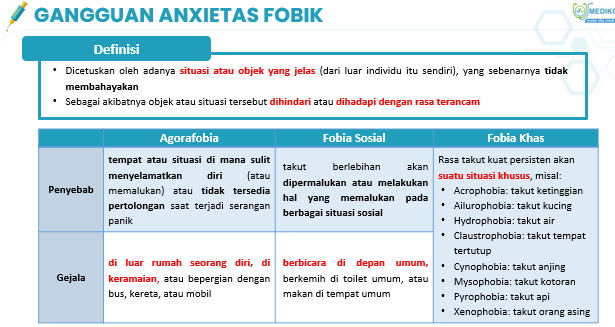 GANGGUAN ANXIETAS FOBIK
MEDIKO
Definisi
• Dicetuskan oleh adanya situasi atau objek yang jelas (dari luar individu itu sendiri), yang sebenarnya tidak
membahayakan
• Sebagai akibatnya objek atau situasi tersebut dihindari atau dihadapi dengan rasa terancam
Agorafobia
Fobia Sosial
Fobia Khas
Penyebab
tempat atau situasi di mana sulit
menyelamatkan diri (atau
memalukan) atau tidak tersedia
pertolongan saat terjadi serangan
panik
takut berlebihan akan
dipermalukan atau melakukan
hal yang memalukan pada
berbagai situasi sosial
Rasa takut kuat persisten akan
suatu situasi khusus, misal:
• Acrophobia: takut ketinggian
• Ailurophobia: takut kucing
• Hydrophobia: takut air
• Claustrophobia: takut tempat
tertutup
• Cynophobia: takut anjing
• Mysophobia: takut kotoran
• Pyrophobia: takut api
• Xenophobia: takut orang asing
Gejala
di luar rumah seorang diri, di
keramaian, atau bepergian dengan
bus, kereta, atau mobil
berbicara di depan umum,
berkemih di toilet umum, atau
makan di tempat umum